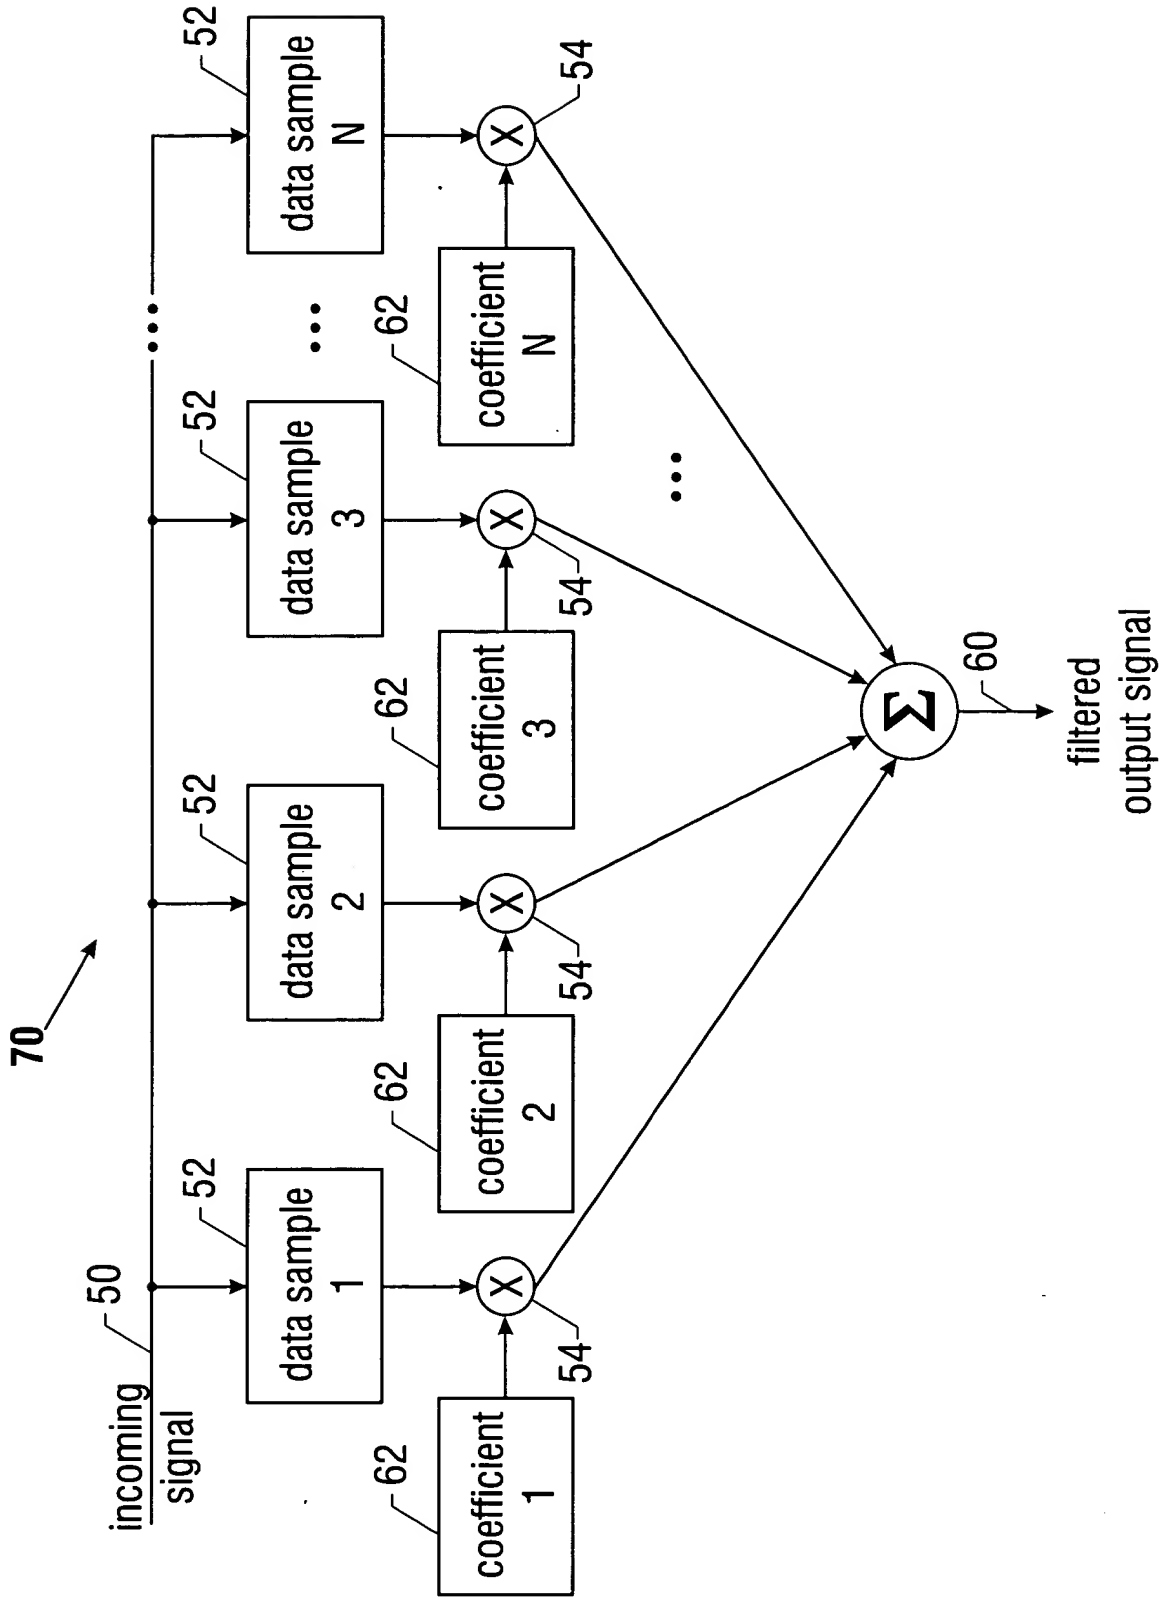 70
incoming
signal
50
52
data sample
1
52
data sample
2
52
data sample
3
52
data sample
N
62
coefficient
1
X
54
62
coefficient
2
X
54
62
coefficient
3
X
54
62
coefficient
N
X
54
Σ
60
filtered
output signal